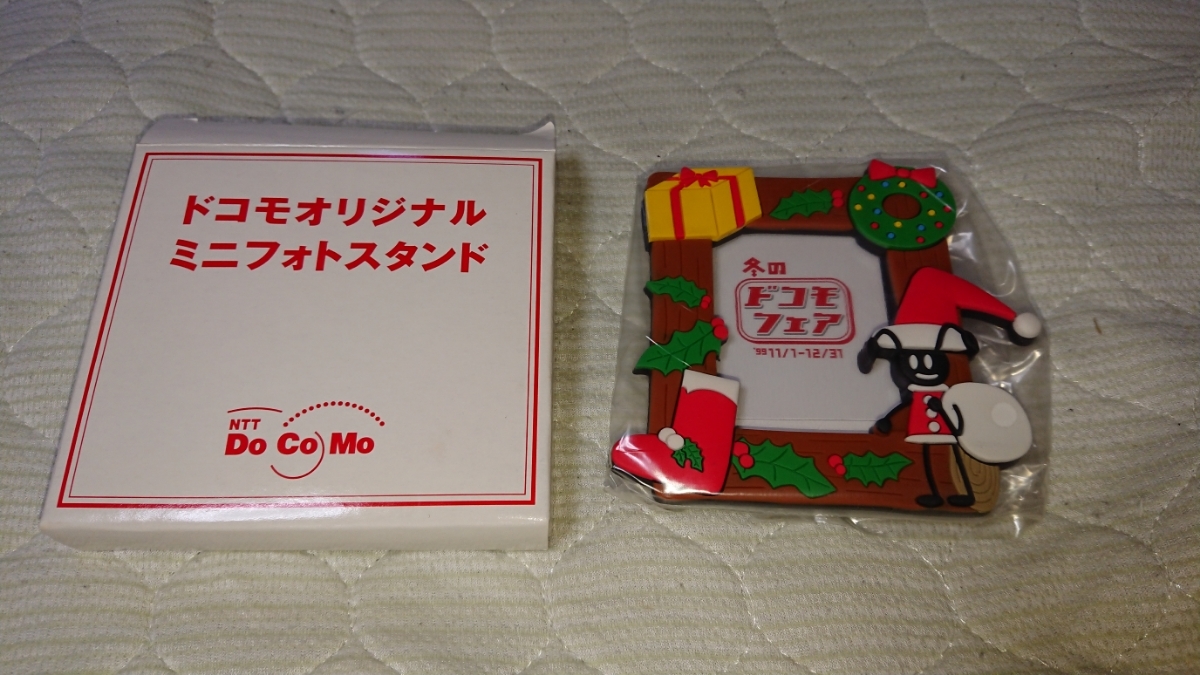 ドコモオリジナル
ミニフォトスタンド
NTT
DoCoMo
冬の
ドコモ
フェア
'99 11/1-12/31